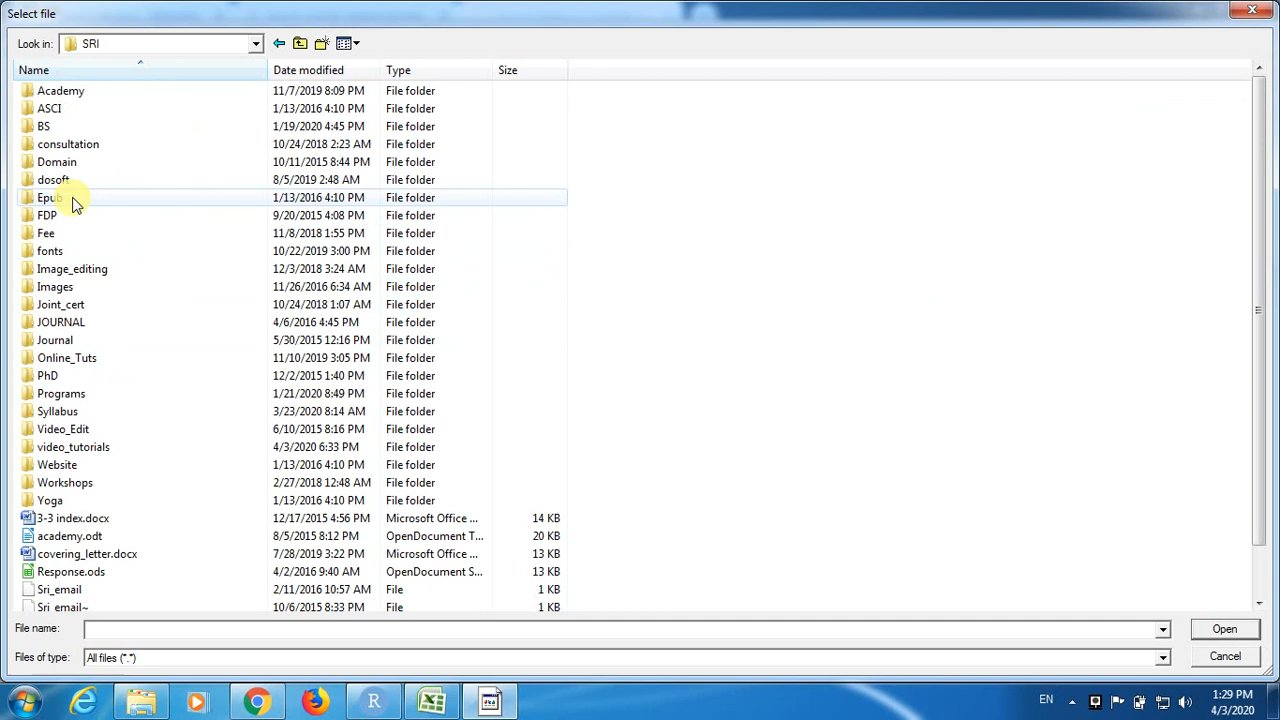 Select file
Look in: SRI
Name Date modified Type Size
Academy 11/7/2019 8:09 PM File folder
ASCI 1/13/2016 4:10 PM File folder
BS 1/19/2020 4:45 PM File folder
consultation 10/24/2018 2:23 AM File folder
Domain 10/11/2015 8:44 PM File folder
dosoft 8/5/2019 2:48 AM File folder
Epub 1/13/2016 4:10 PM File folder
FDP 9/20/2015 4:08 PM File folder
Fee 11/8/2018 1:55 PM File folder
fonts 10/22/2019 3:00 PM File folder
Image_editing 12/3/2018 3:24 AM File folder
Images 11/26/2016 6:34 AM File folder
Joint_cert 10/24/2018 1:07 AM File folder
JOURNAL 4/6/2016 4:45 PM File folder
Journal 5/30/2015 12:16 PM File folder
Online_Tuts 11/10/2019 3:05 PM File folder
PhD 12/2/2015 1:40 PM File folder
Programs 1/21/2020 8:49 PM File folder
Syllabus 3/23/2020 8:14 AM File folder
Video_Edit 6/10/2015 8:16 PM File folder
video_tutorials 4/3/2020 6:33 PM File folder
Website 1/13/2016 4:10 PM File folder
Workshops 2/27/2018 12:48 AM File folder
Yoga 1/13/2016 4:10 PM File folder
3-3 index.docx 12/17/2015 4:56 PM Microsoft Office ... 14 KB
academy.odt 8/5/2015 8:12 PM OpenDocument T... 20 KB
covering_letter.docx 7/28/2019 3:22 PM Microsoft Office ... 13 KB
Response.ods 4/2/2016 9:40 AM OpenDocument S... 13 KB
Sri_email 2/11/2016 10:57 AM File 1 KB
Sri_email~ 10/6/2015 8:33 PM File 1 KB
File name: Open
Files of type: All files (*.*) Cancel
EN 1:29 PM
4/3/2020